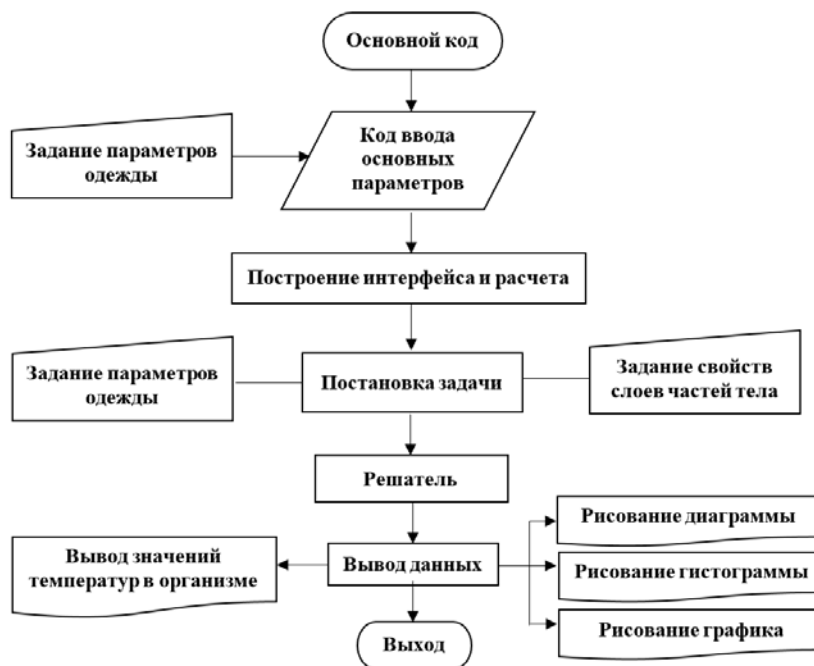 Основной код
Задание параметров
одежды
Код ввода
основных
параметров
Построение интерфейса и расчета
Задание параметров
одежды
Постановка задачи
Задание свойств
слоев частей тела
Решатель
Вывод значений
температур в организме
Вывод данных
Рисование диаграммы
Рисование гистограммы
Рисование графика
Выход